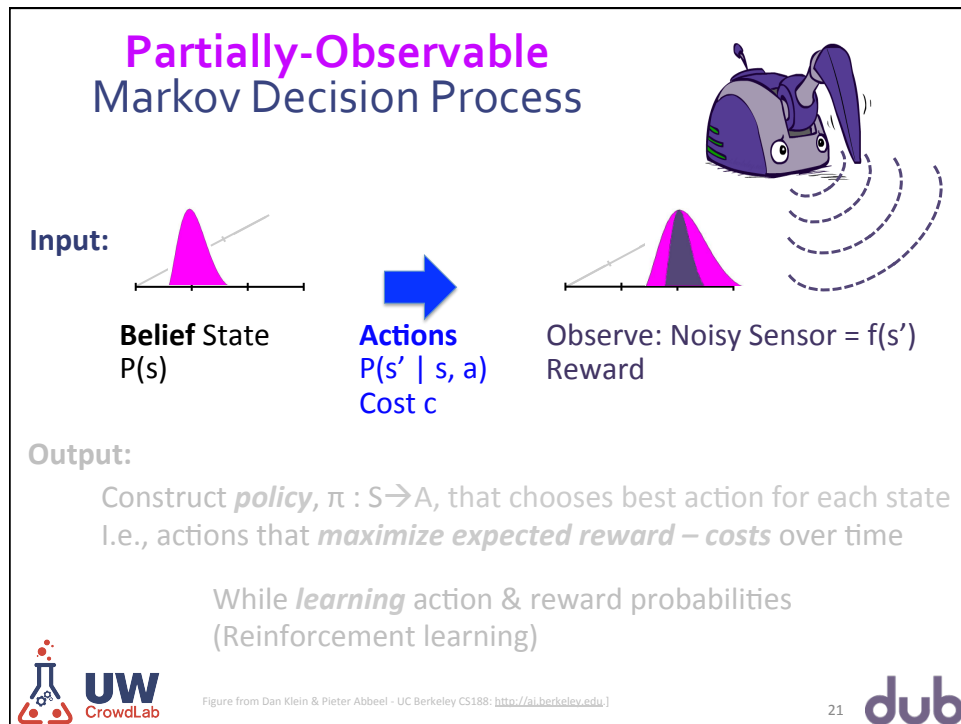 Partially-Observable
Markov Decision Process
Input:
Belief State
P(s)
Actions
P(s’ | s, a)
Cost c
Observe: Noisy Sensor = f(s’)
Reward
Output:
Construct policy, π : S→A, that chooses best action for each state
I.e., actions that maximize expected reward – costs over time
While learning action & reward probabilities
(Reinforcement learning)
UW
CrowdLab
Figure from Dan Klein & Pieter Abbeel - UC Berkeley CS188: http://ai.berkeley.edu.]
21
dub